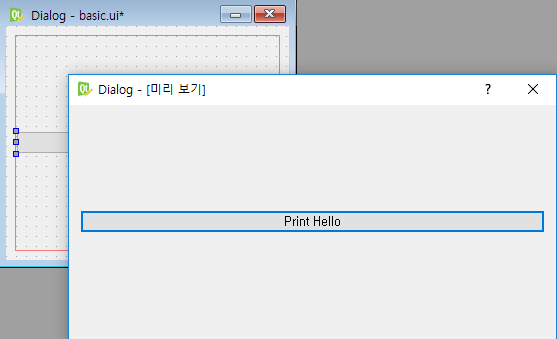 Dialog - basic.ui*
Dialog - [미리 보기]
Print Hello